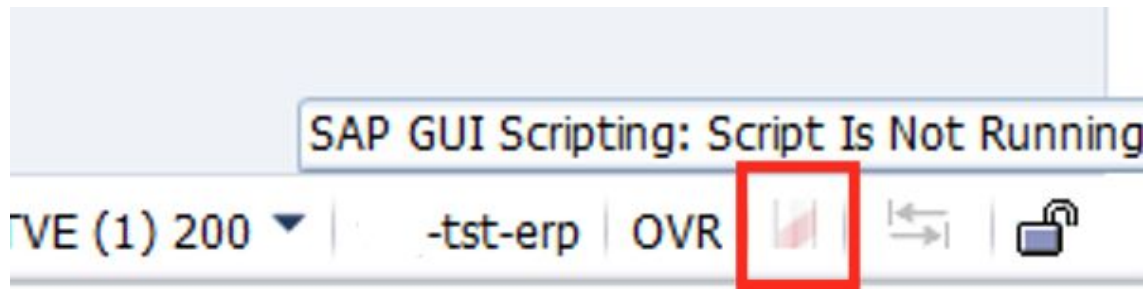 SAP GUI Scripting: Script Is Not Running
TVE (1) 200 -tst-erp OVR